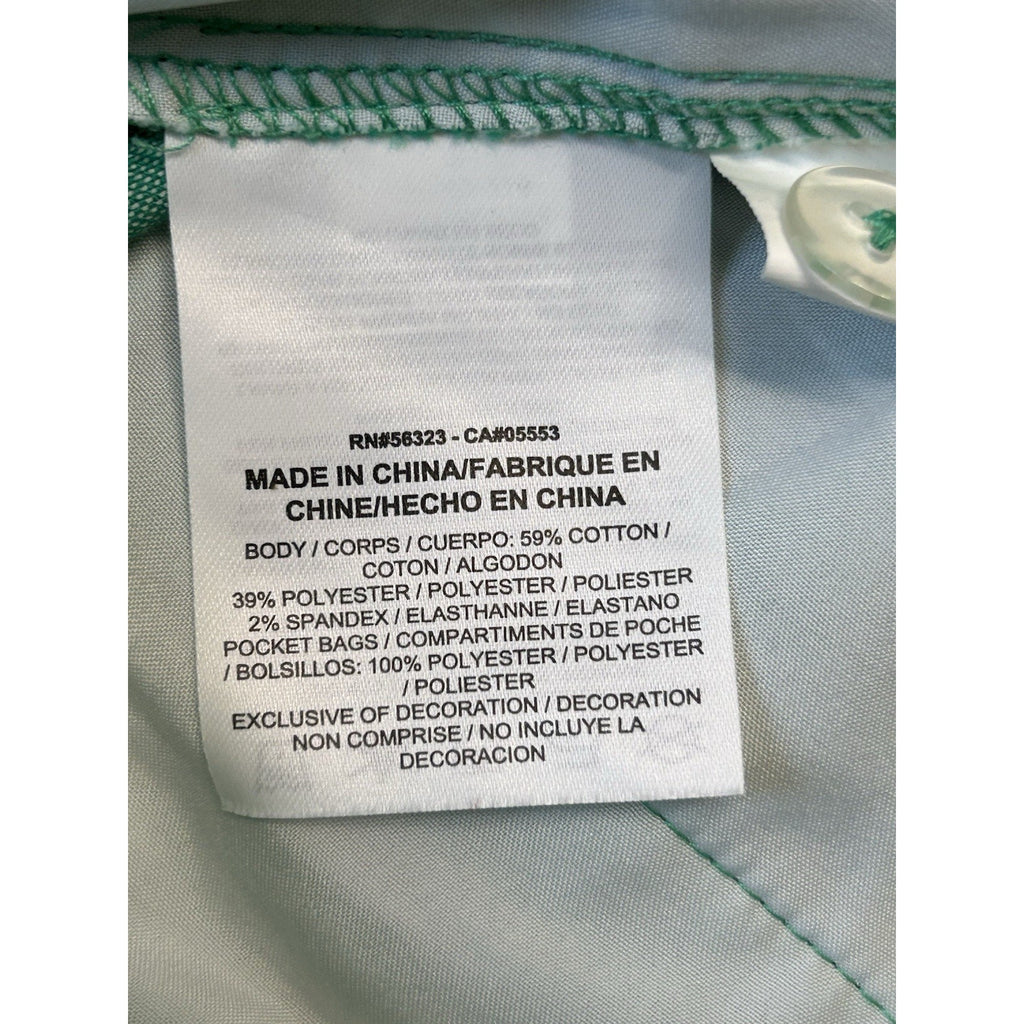 RN#56323 - CA#05553
MADE IN CHINA/FABRIQUE EN
CHINE/HECHO EN CHINA
BODY / CORPS / CUERPO: 59% COTTON /
COTON / ALGODON
39% POLYESTER / POLYESTER / POLIESTER
2% SPANDEX / ELASTHANNE / ELASTANO
POCKET BAGS / COMPARTIMENTS DE POCHE
/ BOLSILLOS: 100% POLYESTER / POLYESTER
/ POLIESTER
EXCLUSIVE OF DECORATION / DECORATION
NON COMPRISE / NO INCLUYE LA
DECORACION